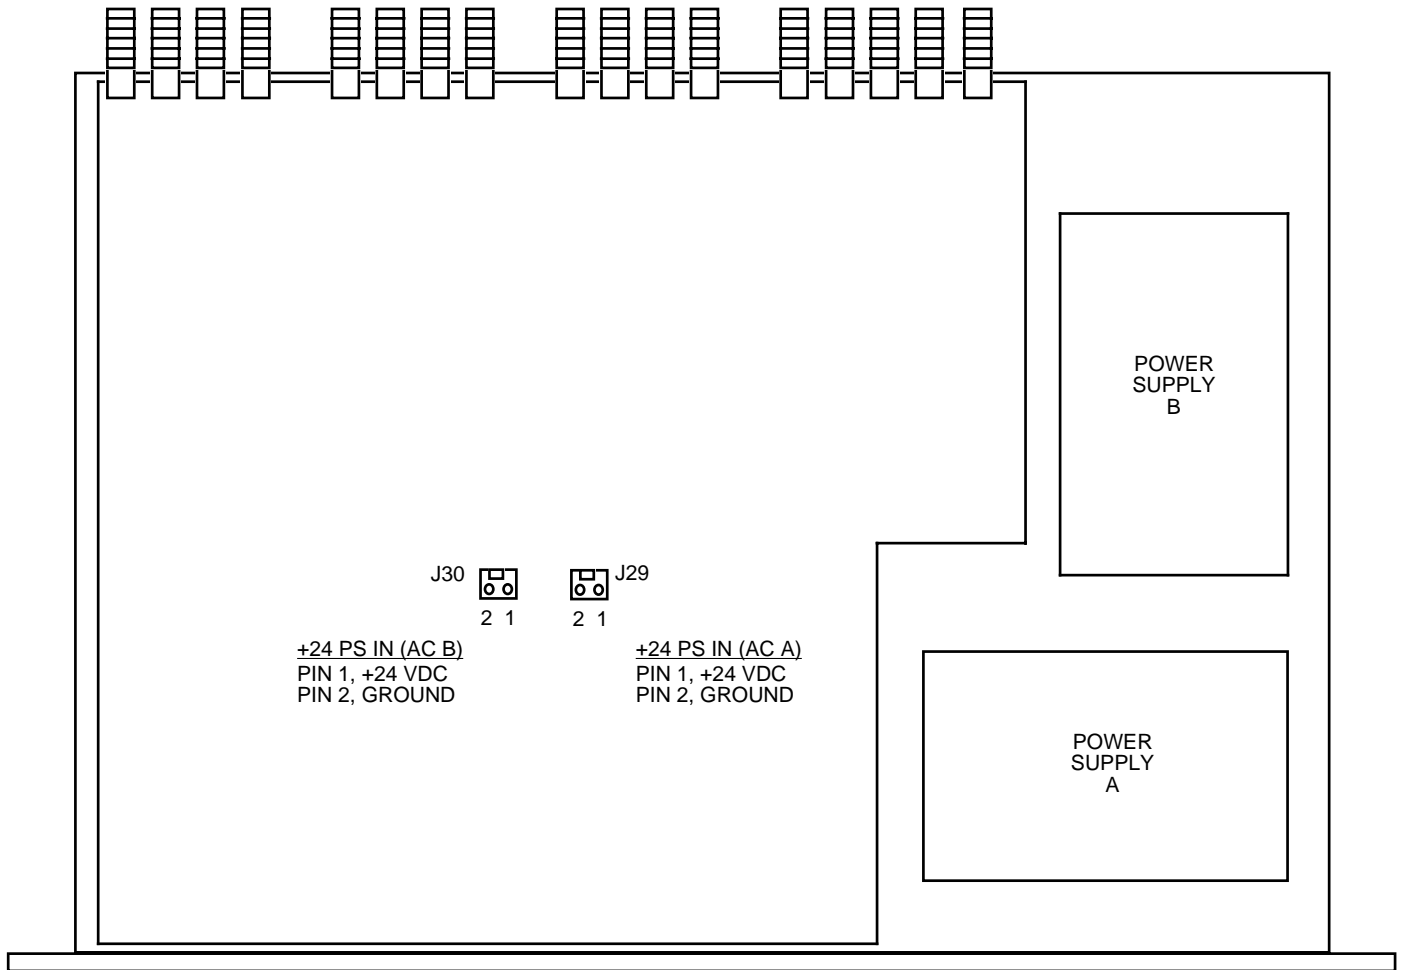 POWER
SUPPLY
B
J30
J29
2 1
2 1
+24 PS IN (AC B)
PIN 1, +24 VDC
PIN 2, GROUND
+24 PS IN (AC A)
PIN 1, +24 VDC
PIN 2, GROUND
POWER
SUPPLY
A